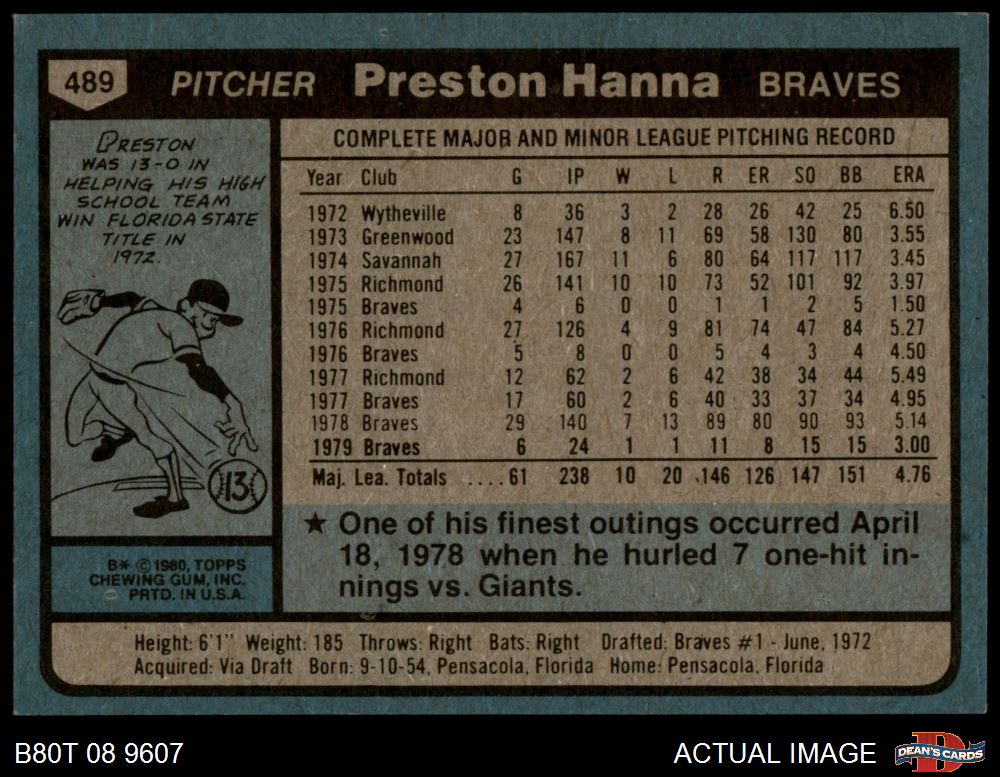 489 PITCHER Preston Hanna BRAVES
PRESTON
WAS 13-0 IN
HELPING HIS HIGH
SCHOOL TEAM
WIN FLORIDA STATE
TITLE IN
1972.
13
B* © 1980, TOPPS
CHEWING GUM, INC.
PRTD. IN U.S.A.
COMPLETE MAJOR AND MINOR LEAGUE PITCHING RECORD
Year Club G IP W L R ER SO BB ERA
1972 Wytheville 8 36 3 2 28 26 42 25 6.50
1973 Greenwood 23 147 8 11 69 58 130 80 3.55
1974 Savannah 27 167 11 6 80 64 117 117 3.45
1975 Richmond 26 141 10 10 73 52 101 92 3.97
1975 Braves 4 6 0 0 1 1 2 5 1.50
1976 Richmond 27 126 4 9 81 74 47 84 5.27
1976 Braves 5 8 0 0 5 4 3 4 4.50
1977 Richmond 12 62 2 6 42 38 34 44 5.49
1977 Braves 17 60 2 6 40 33 37 34 4.95
1978 Braves 29 140 7 13 89 80 90 93 5.14
1979 Braves 6 24 1 1 11 8 15 15 3.00
Maj. Lea. Totals ....61 238 10 20 146 126 147 151 4.76
★ One of his finest outings occurred April
18, 1978 when he hurled 7 one-hit in-
nings vs. Giants.
Height: 6'1" Weight: 185 Throws: Right Bats: Right Drafted: Braves #1 - June, 1972
Acquired: Via Draft Born: 9-10-54, Pensacola, Florida Home: Pensacola, Florida
B80T 08 9607 ACTUAL IMAGE
D
DEAN'S CARDS